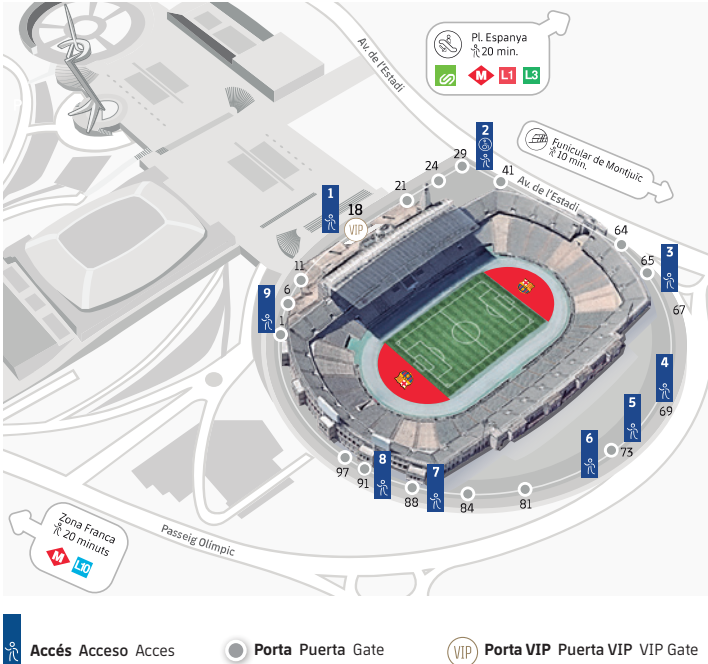 Pl. Espanya
20 min.
M L1 L3
Av. de l'Estadi
Funicular de Montjuïc
10 min.
Av. de l'Estadi
2
29
24
41
1
18
VIP
21
64
3
65
11
9
6
1
67
4
69
5
6
73
97
91
8
88
7
84
81
Zona Franca
20 minuts
M L10
Passeig Olímpic
Accés Acceso Acces
Porta Puerta Gate
VIP Porta VIP Puerta VIP VIP Gate